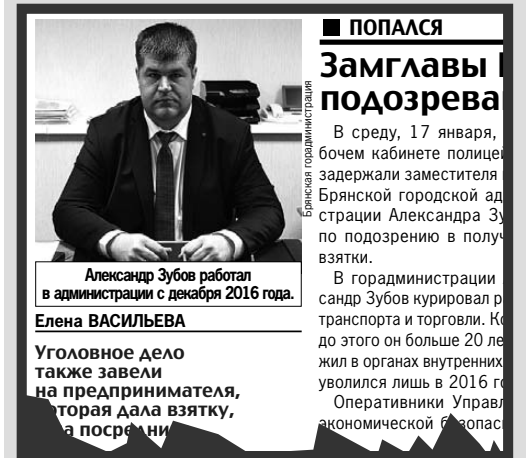 Брянская горадминистрация
Александр Зубов работал
в администрации с декабря 2016 года.
Елена ВАСИЛЬЕВА
Уголовное дело
также завели
на предпринимателя,
которая дала взятку,
ПОПАЛСЯ
Замглавы
подозрева
В среду, 17 января,
бочем кабинете полицей
задержали заместителя
Брянской городской ад
страции Александра Зу
по подозрению в получ
взятки.
В горадминистрации
сандр Зубов курировал р
транспорта и торговли. Ко
до этого он больше 20 ле
жил в органах внутренних
уволился лишь в 2016 го
Оперативники Управл
экономической безопас